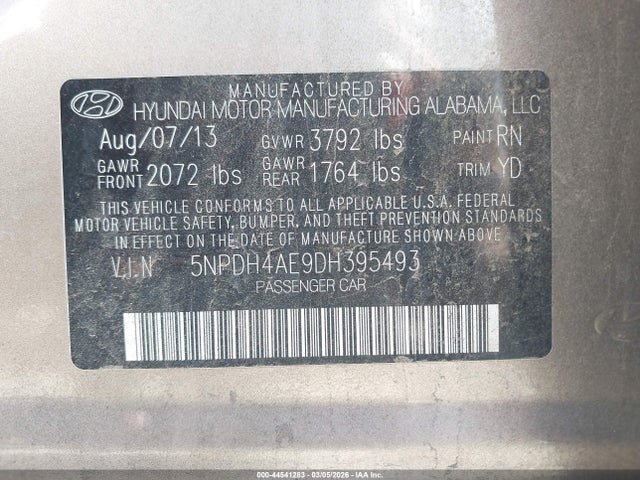 MANUFACTURED BY
HYUNDAI MOTOR MANUFACTURING ALABAMA, LLC
Aug/07/13 GVWR 3792 lbs PAINT RN
GAWR FRONT 2072 lbs GAWR REAR 1764 lbs TRIM YD
THIS VEHICLE CONFORMS TO ALL APPLICABLE U.S.A. FEDERAL
MOTOR VEHICLE SAFETY, BUMPER, AND THEFT PREVENTION STANDARDS
IN EFFECT ON THE DATE OF MANUFACTURE SHOWN ABOVE.
V.I.N 5NPDH4AE9DH395493
PASSENGER CAR
000-44541283 | 03/05/2026 - IAA Inc.